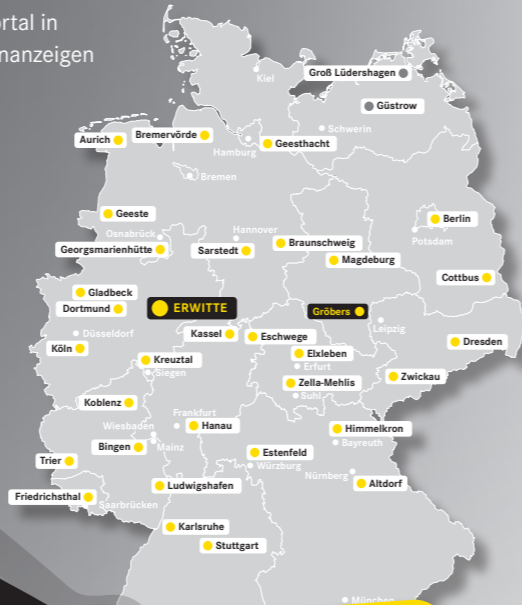 rtal in
nanzeigen
Kiel
Groß Lüdershagen
Güstrow
Schwerin
Bremervörde
Aurich
Hamburg
Geesthacht
Bremen
Geeste
Berlin
Osnabrück
Hannover
Potsdam
Georgsmarienhütte
Sarstedt
Braunschweig
Magdeburg
Cottbus
Gladbeck
Dortmund
ERWITTE
Gröbers
Leipzig
Düsseldorf
Kassel
Eschwege
Dresden
Köln
Elxleben
Kreuztal
Erfurt
Siegen
Zella-Mehlis
Zwickau
Suhl
Koblenz
Frankfurt
Wiesbaden
Hanau
Himmelkron
Bingen
Mainz
Bayreuth
Trier
Estenfeld
Würzburg
Nürnberg
Ludwigshafen
Altdorf
Friedrichsthal
Saarbrücken
Karlsruhe
Stuttgart
München